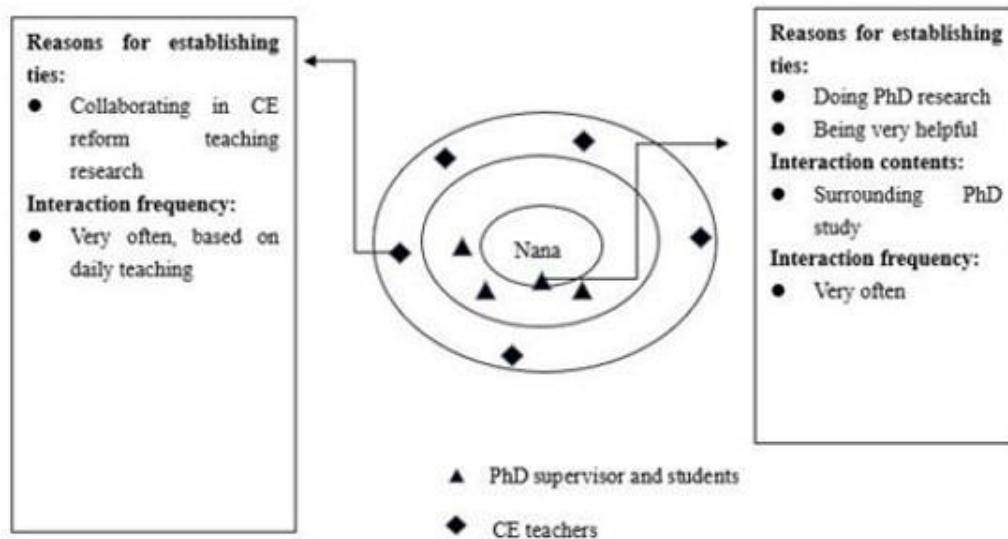 Reasons for establishing
ties:
● Collaborating in CE
reform teaching
research
Interaction frequency:
● Very often, based on
daily teaching
Nana
Reasons for establishing
ties:
● Doing PhD research
● Being very helpful
Interaction contents:
● Surrounding PhD
study
Interaction frequency:
● Very often
▲ PhD supervisor and students
◆ CE teachers